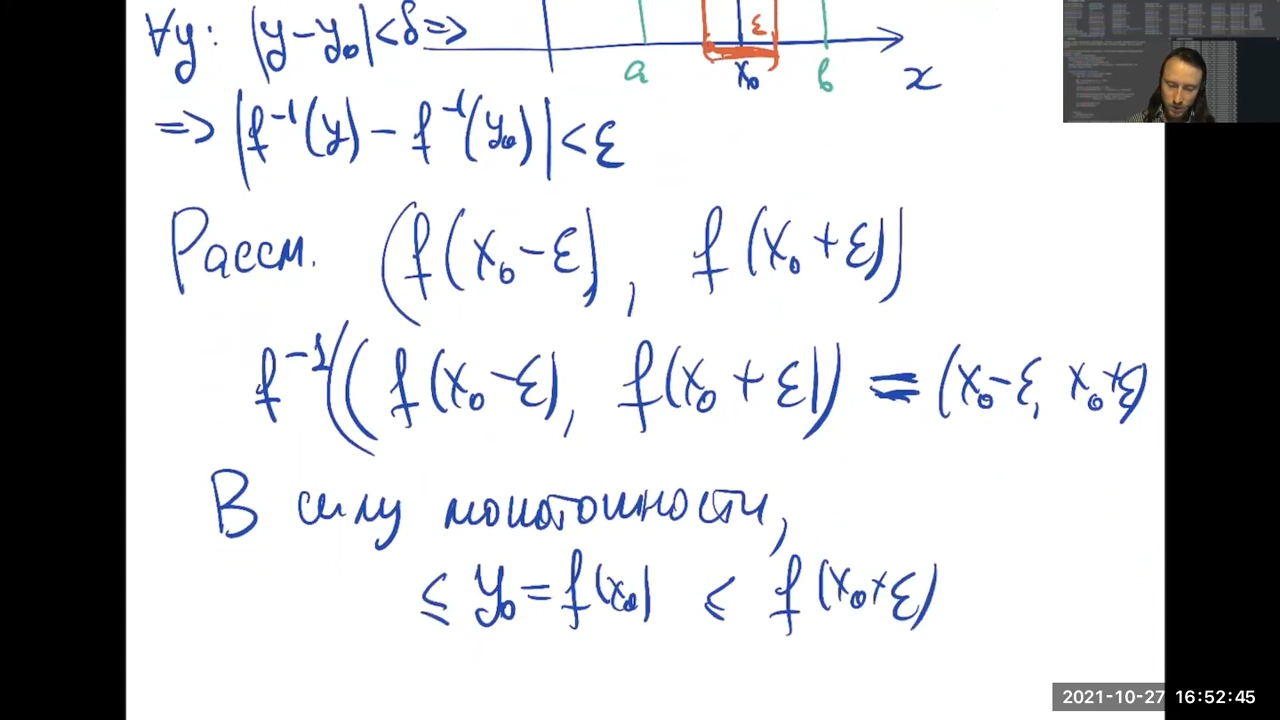 ∀y: |y-y₀|<δ=>
ε
a x₀ b x
=> |f⁻¹(y) - f⁻¹(y₀)| < ε
Рассм. (f(x₀-ε), f(x₀+ε))
f⁻¹((f(x₀-ε), f(x₀+ε)) = (x₀-ε, x₀+ε)
В силу монотонности,
≤ y₀ = f(x₀) ≤ f(x₀+ε)
2021-10-27 16:52:45